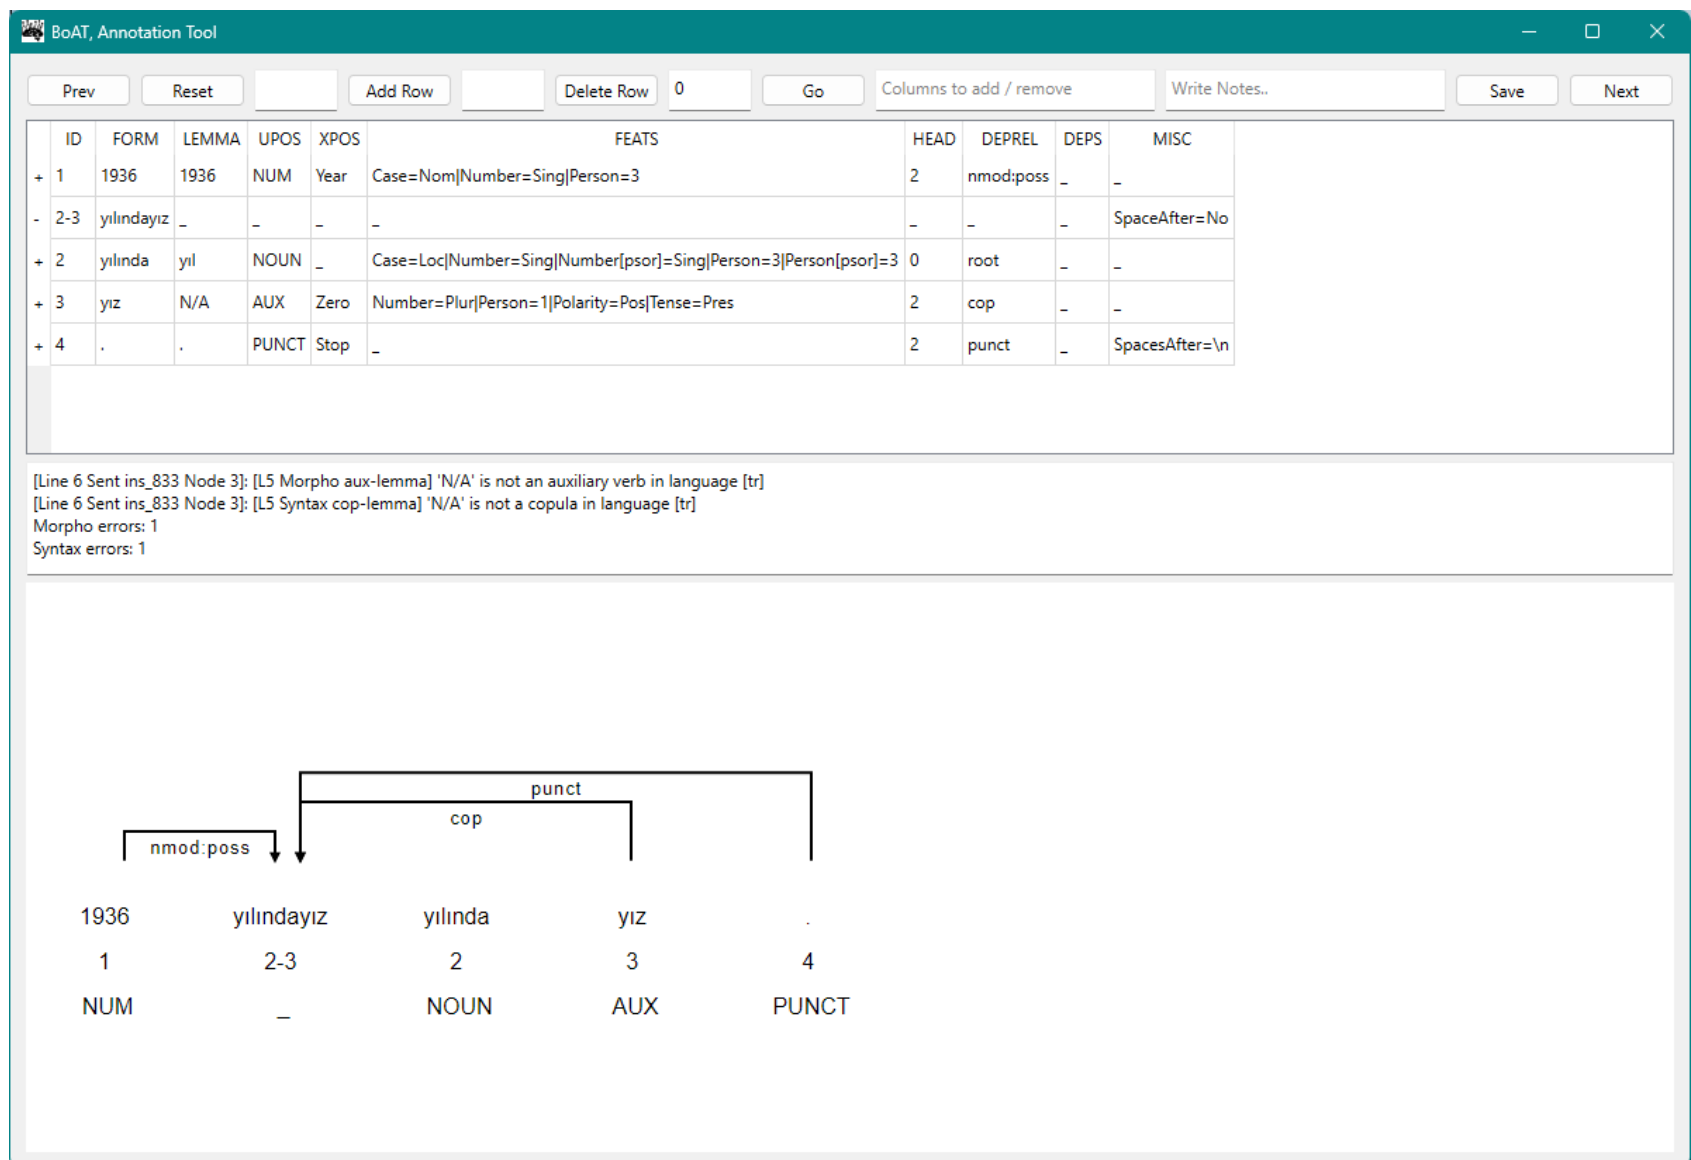 BoAT, Annotation Tool
Prev Reset Add Row Delete Row 0 Go Columns to add / remove Write Notes.. Save Next
ID FORM LEMMA UPOS XPOS FEATS HEAD DEPREL DEPS MISC
+ 1 1936 1936 NUM Year Case=Nom|Number=Sing|Person=3 2 nmod:poss _ _
- 2-3 yılındayız _ _ _ _ _ _ _ SpaceAfter=No
+ 2 yılında yıl NOUN _ Case=Loc|Number=Sing|Number[psor]=Sing|Person=3|Person[psor]=3 0 root _ _
+ 3 yız N/A AUX Zero Number=Plur|Person=1|Polarity=Pos|Tense=Pres 2 cop _ _
+ 4 . . PUNCT Stop _ 2 punct _ SpacesAfter=\n
[Line 6 Sent ins_833 Node 3]: [L5 Morpho aux-lemma] 'N/A' is not an auxiliary verb in language [tr]
[Line 6 Sent ins_833 Node 3]: [L5 Syntax cop-lemma] 'N/A' is not a copula in language [tr]
Morpho errors: 1
Syntax errors: 1
punct
cop
nmod:poss
1936 yılındayız yılında yız .
1 2-3 2 3 4
NUM _ NOUN AUX PUNCT